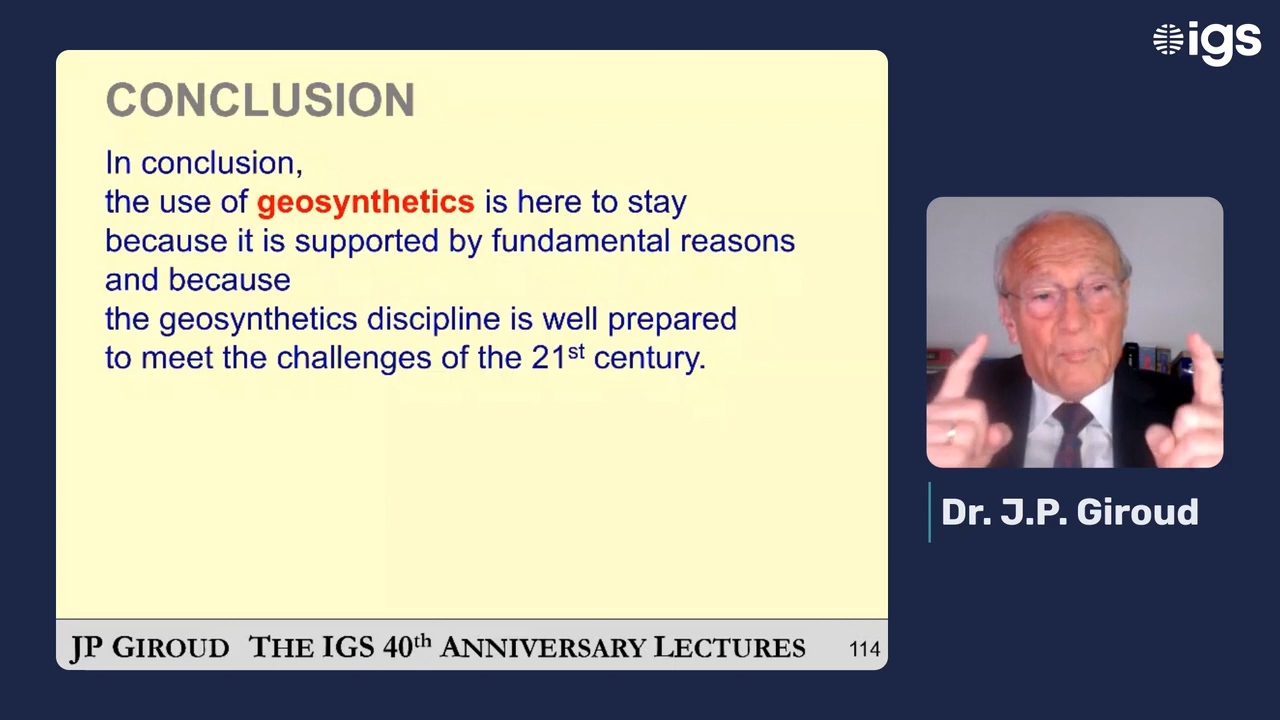 igs
CONCLUSION
In conclusion,
the use of geosynthetics is here to stay
because it is supported by fundamental reasons
and because
the geosynthetics discipline is well prepared
to meet the challenges of the 21st century.
Dr. J.P. Giroud
JP GIROUD THE IGS 40th ANNIVERSARY LECTURES 114